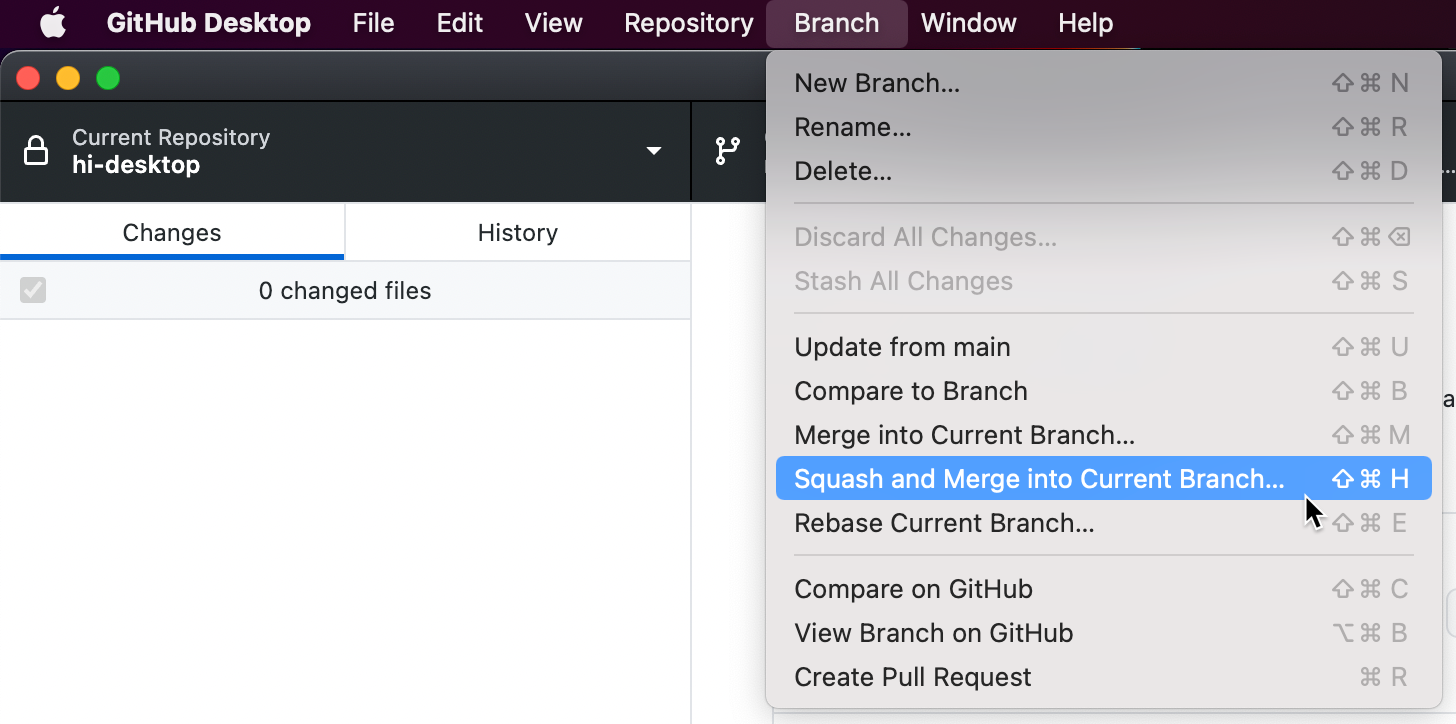 GitHub Desktop File Edit View Repository Branch Window Help
Current Repository
hi-desktop
Changes History
0 changed files
New Branch... ⇧⌘N
Rename... ⇧⌘R
Delete... ⇧⌘D
Discard All Changes... ⇧⌘⌫
Stash All Changes ⇧⌘S
Update from main ⇧⌘U
Compare to Branch ⇧⌘B
Merge into Current Branch... ⇧⌘M
Squash and Merge into Current Branch... ⇧⌘H
Rebase Current Branch... ⇧⌘E
Compare on GitHub ⇧⌘C
View Branch on GitHub ⌥⌘B
Create Pull Request ⌘R